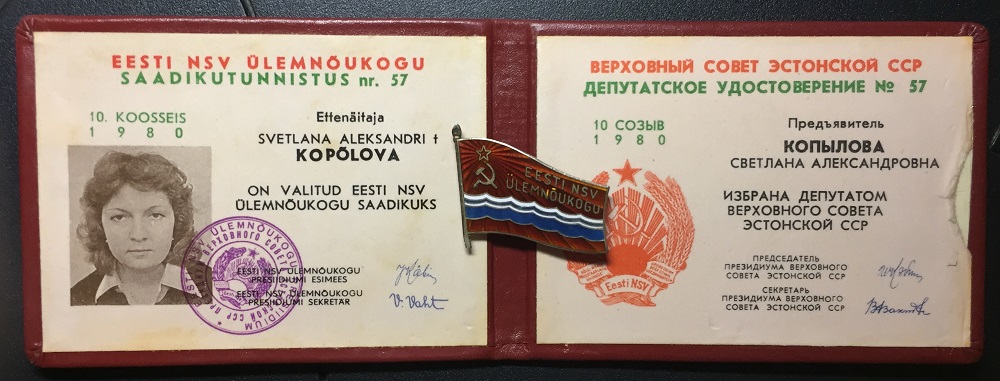 EESTI NSV ÜLEMNÕUKOGU
SAADIKUTUNNISTUS nr. 57
10. KOOSSEIS
1980
Ettenäitaja
SVETLANA ALEKSANDRI t
KOPÕLOVA
ON VALITUD EESTI NSV
ÜLEMNÕUKOGU SAADIKUKS
EESTI NSV ÜLEMNÕUKOGU
PRESIIDIUMI ESIMEES
EESTI NSV ÜLEMNÕUKOGU
PRESIIDIUMI SEKRETÄR
V. Vaht
EESTI NSV
ÜLEMNÕUKOGU
ВЕРХОВНЫЙ СОВЕТ ЭСТОНСКОЙ ССР
ДЕПУТАТСКОЕ УДОСТОВЕРЕНИЕ № 57
10 СОЗЫВ
1980
Предъявитель
КОПЫЛОВА
СВЕТЛАНА АЛЕКСАНДРОВНА
ИЗБРАНА ДЕПУТАТОМ
ВЕРХОВНОГО СОВЕТА
ЭСТОНСКОЙ ССР
Eesti NSV
ПРЕДСЕДАТЕЛЬ
ПРЕЗИДИУМА ВЕРХОВНОГО
СОВЕТА ЭСТОНСКОЙ ССР
СЕКРЕТАРЬ
ПРЕЗИДИУМА ВЕРХОВНОГО
СОВЕТА ЭСТОНСКОЙ ССР